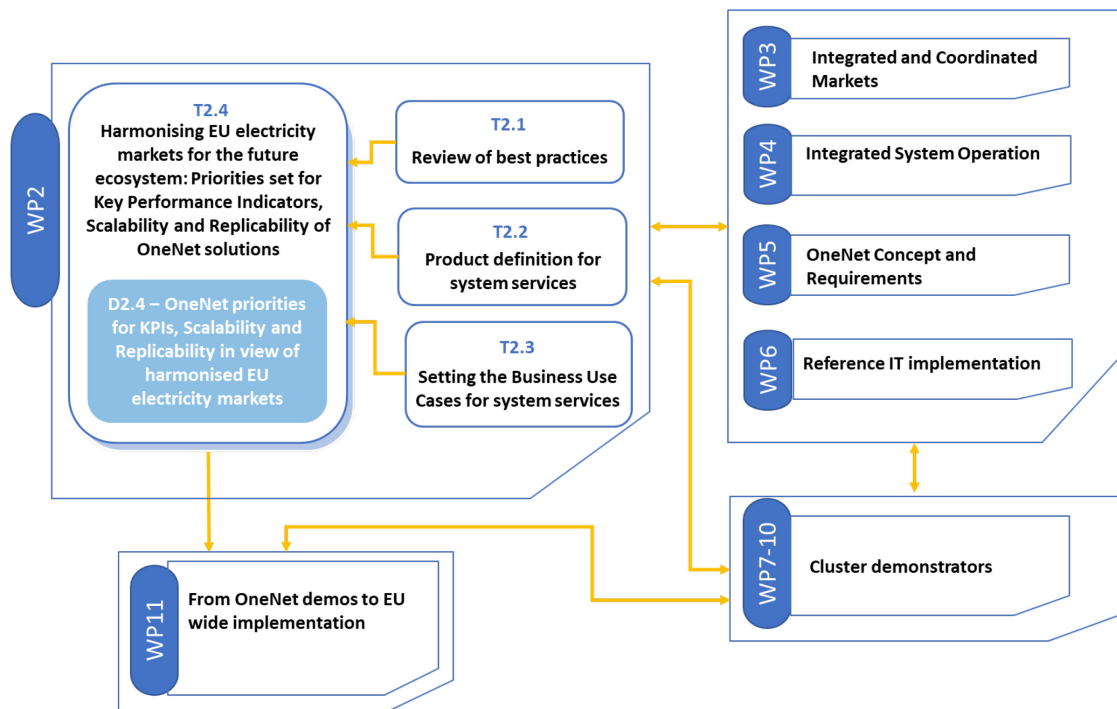 WP2
T2.4
Harmonising EU electricity
markets for the future
ecosystem: Priorities set for
Key Performance Indicators,
Scalability and Replicability of
OneNet solutions
D2.4 – OneNet priorities
for KPIs, Scalability and
Replicability in view of
harmonised EU
electricity markets
T2.1
Review of best practices
T2.2
Product definition for
system services
T2.3
Setting the Business Use
Cases for system services
WP3
Integrated and Coordinated
Markets
WP4
Integrated System Operation
WP5
OneNet Concept and
Requirements
WP6
Reference IT implementation
WP7-10
Cluster demonstrators
WP11
From OneNet demos to EU
wide implementation